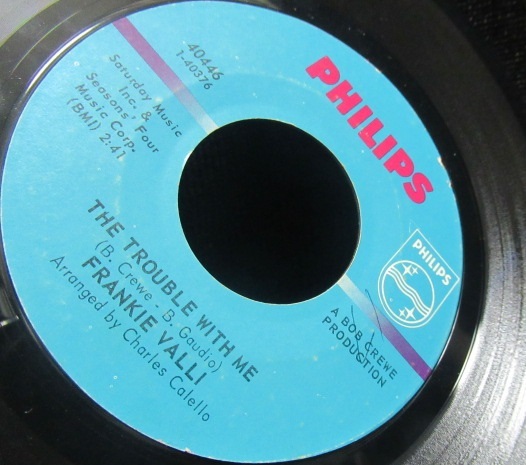 PHILIPS
40446
1-40376
Saturday Music
Inc. &
Seasons' Four
Music Corp.
(BMI) 2:41
PHILIPS
A BOB CREWE
PRODUCTION
THE TROUBLE WITH ME
(B. Crewe - B. Gaudio)
FRANKIE VALLI
Arranged by Charles Calello